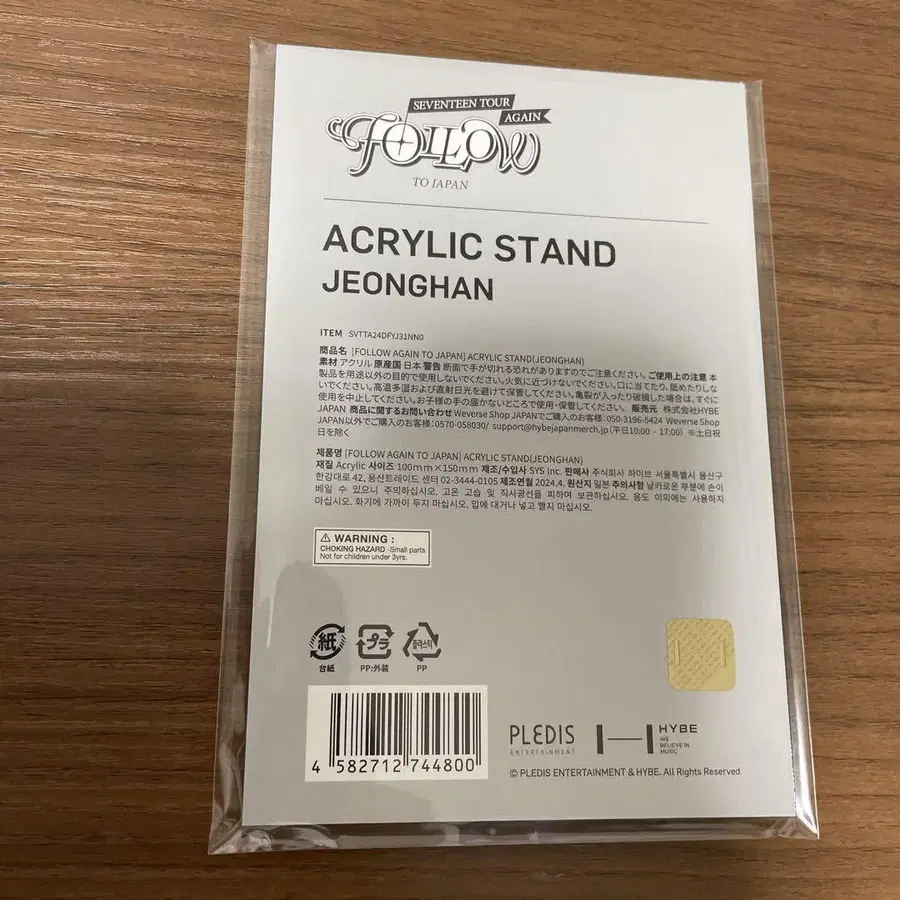 SEVENTEEN TOUR
AGAIN
FOLLOW
TO JAPAN
ACRYLIC STAND
JEONGHAN
ITEM SVTTA24DFYJ31NN0
商品名 [FOLLOW AGAIN TO JAPAN] ACRYLIC STAND(JEONGHAN)
素材 アクリル 原産国 日本 警告 断面で手が切れる恐れがありますのでご注意ください。ご使用上の注意 本
製品を用途以外の目的で使用しないでください。火気に近づけないでください。口に当てたり、舐めたりしな
いでください。高温多湿および直射日光を避けて保管してください。亀裂が入ったり破損した場合は、すぐに
使用を中止してください。お子様の手の届かないところで使用・保管してください。 販売元 株式会社HYBE
JAPAN 商品に関するお問い合わせ Weverse Shop JAPANでご購入のお客様：050-3196-5424 Weverse Shop
JAPAN以外でご購入のお客様：0570-058030/ support@hybejapanmerch.jp（平日10:00 - 17:00） ※土日祝
日を除く
제품명 [FOLLOW AGAIN TO JAPAN] ACRYLIC STAND(JEONGHAN)
재질 Acrylic 사이즈 100mm×150mm 제조/수입사 SYS Inc. 판매사 주식회사 하이브 서울특별시 용산구
한강대로 42, 용산트레이드 센터 02-3444-0105 제조연월 2024.4. 원산지 일본 주의사항 날카로운 부분에 손이
베일 수 있으니 주의하십시오. 고온 고습 및 직사광선을 피하여 보관하십시오. 용도 이외에는 사용하지
마십시오. 화기에 가까이 두지 마십시오. 입에 대거나 넣고 빨지 마십시오.
⚠ WARNING :
CHOKING HAZARD -Small parts
Not for children under 3yrs.
紙 プラ 플라스틱
台紙 PP:外装 PP
4 582712 744800
PLEDIS
ENTERTAINMENT
HYBE
WE
BELIEVE IN
MUSIC
© PLEDIS ENTERTAINMENT & HYBE. All Rights Reserved.